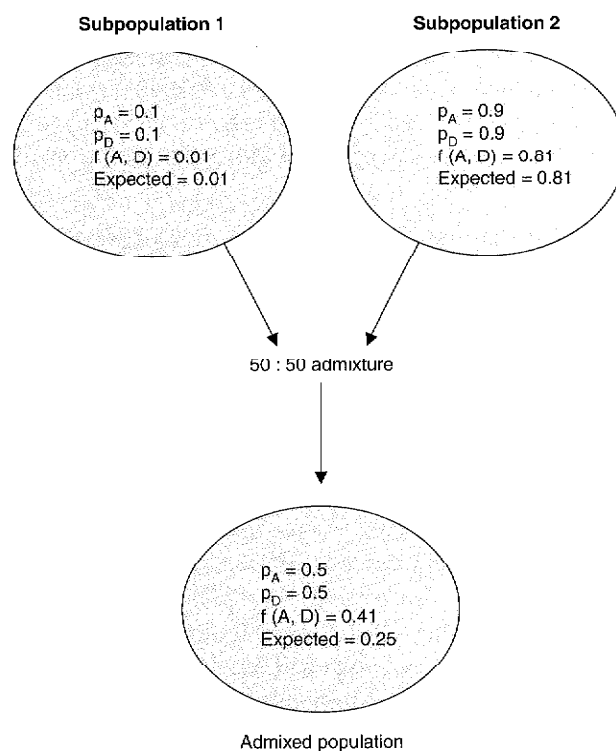 Subpopulation 1
Subpopulation 2
p_A = 0.1
p_D = 0.1
f (A, D) = 0.01
Expected = 0.01
p_A = 0.9
p_D = 0.9
f (A, D) = 0.81
Expected = 0.81
50 : 50 admixture
p_A = 0.5
p_D = 0.5
f (A, D) = 0.41
Expected = 0.25
Admixed population